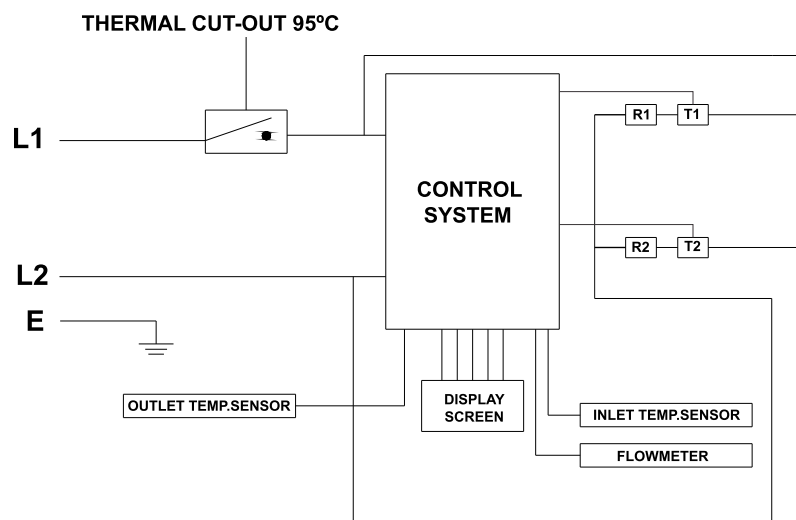 THERMAL CUT-OUT 95ºC
L1
R1
T1
CONTROL
SYSTEM
R2
T2
L2
E
OUTLET TEMP.SENSOR
DISPLAY
SCREEN
INLET TEMP.SENSOR
FLOWMETER